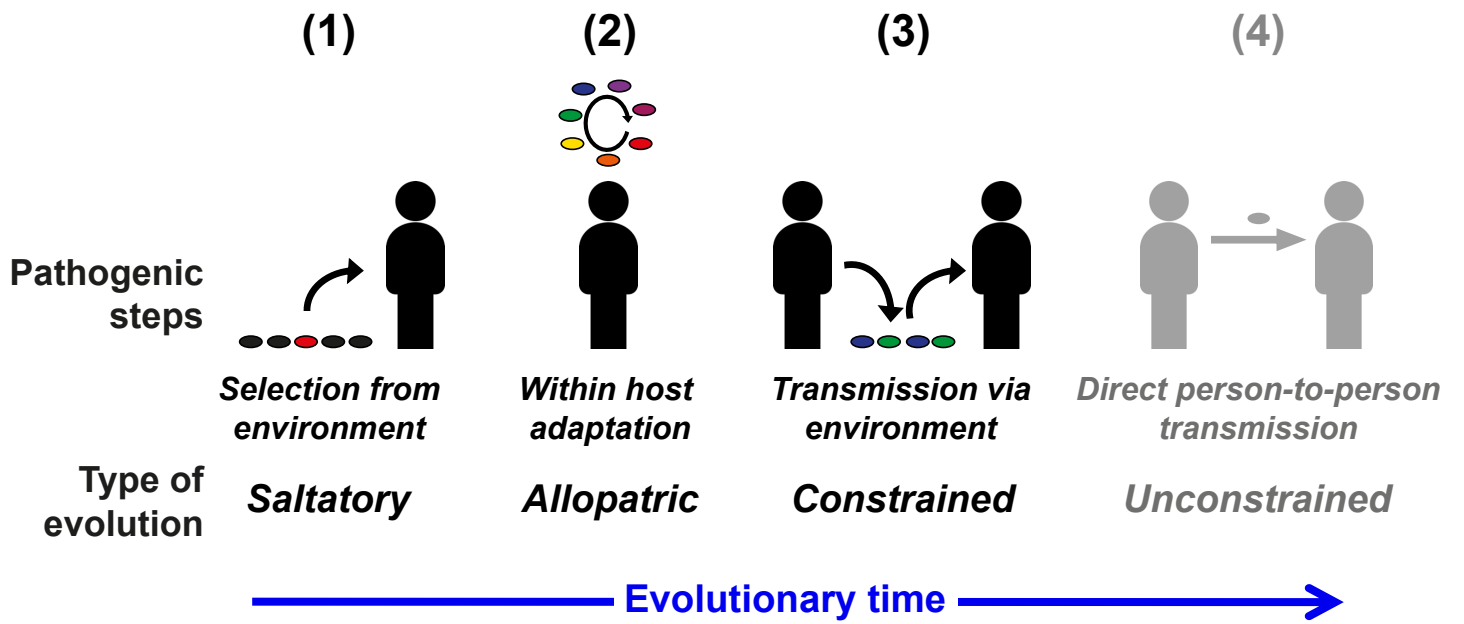 (1)
(2)
(3)
(4)
Pathogenic
steps
Selection from
environment
Within host
adaptation
Transmission via
environment
Direct person-to-person
transmission
Type of
evolution
Saltatory
Allopatric
Constrained
Unconstrained
Evolutionary time